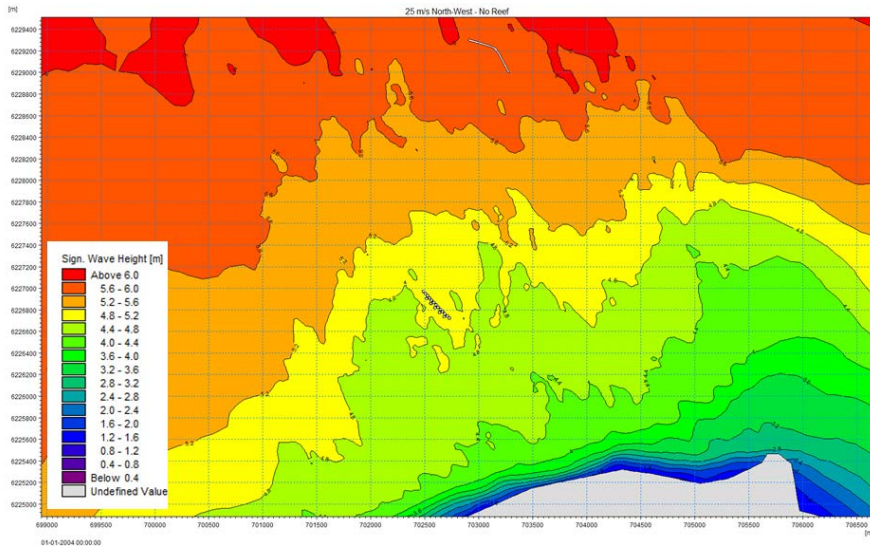 25 m/s North-West - No Reef
[m]
6229400
6229200
6229000
6228800
6228600
6228400
6228200
6228000
6227800
6227600
6227400
6227200
6227000
6226800
6226600
6226400
6226200
6226000
6225800
6225600
6225400
6225200
6225000
Sign. Wave Height [m]
Above 6.0
5.6 - 6.0
5.2 - 5.6
4.8 - 5.2
4.4 - 4.8
4.0 - 4.4
3.6 - 4.0
3.2 - 3.6
2.8 - 3.2
2.4 - 2.8
2.0 - 2.4
1.6 - 2.0
1.2 - 1.6
0.8 - 1.2
0.4 - 0.8
Below 0.4
Undefined Value
699000 699500 700000 700500 701000 701500 702000 702500 703000 703500 704000 704500 705000 705500 706000 706500
01-01-2004 00:00:00